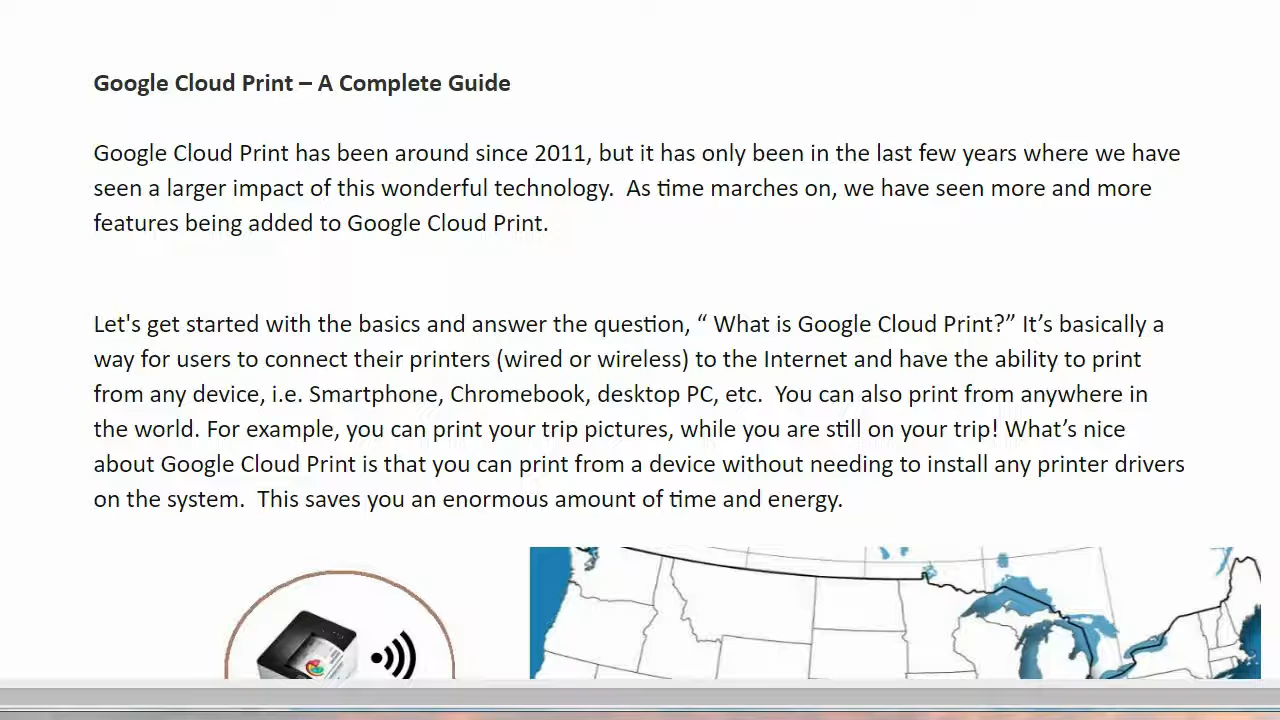 Google Cloud Print – A Complete Guide
Google Cloud Print has been around since 2011, but it has only been in the last few years where we have
seen a larger impact of this wonderful technology.  As time marches on, we have seen more and more
features being added to Google Cloud Print.
Let's get started with the basics and answer the question, “ What is Google Cloud Print?” It’s basically a
way for users to connect their printers (wired or wireless) to the Internet and have the ability to print
from any device, i.e. Smartphone, Chromebook, desktop PC, etc.  You can also print from anywhere in
the world. For example, you can print your trip pictures, while you are still on your trip! What’s nice
about Google Cloud Print is that you can print from a device without needing to install any printer drivers
on the system.  This saves you an enormous amount of time and energy.